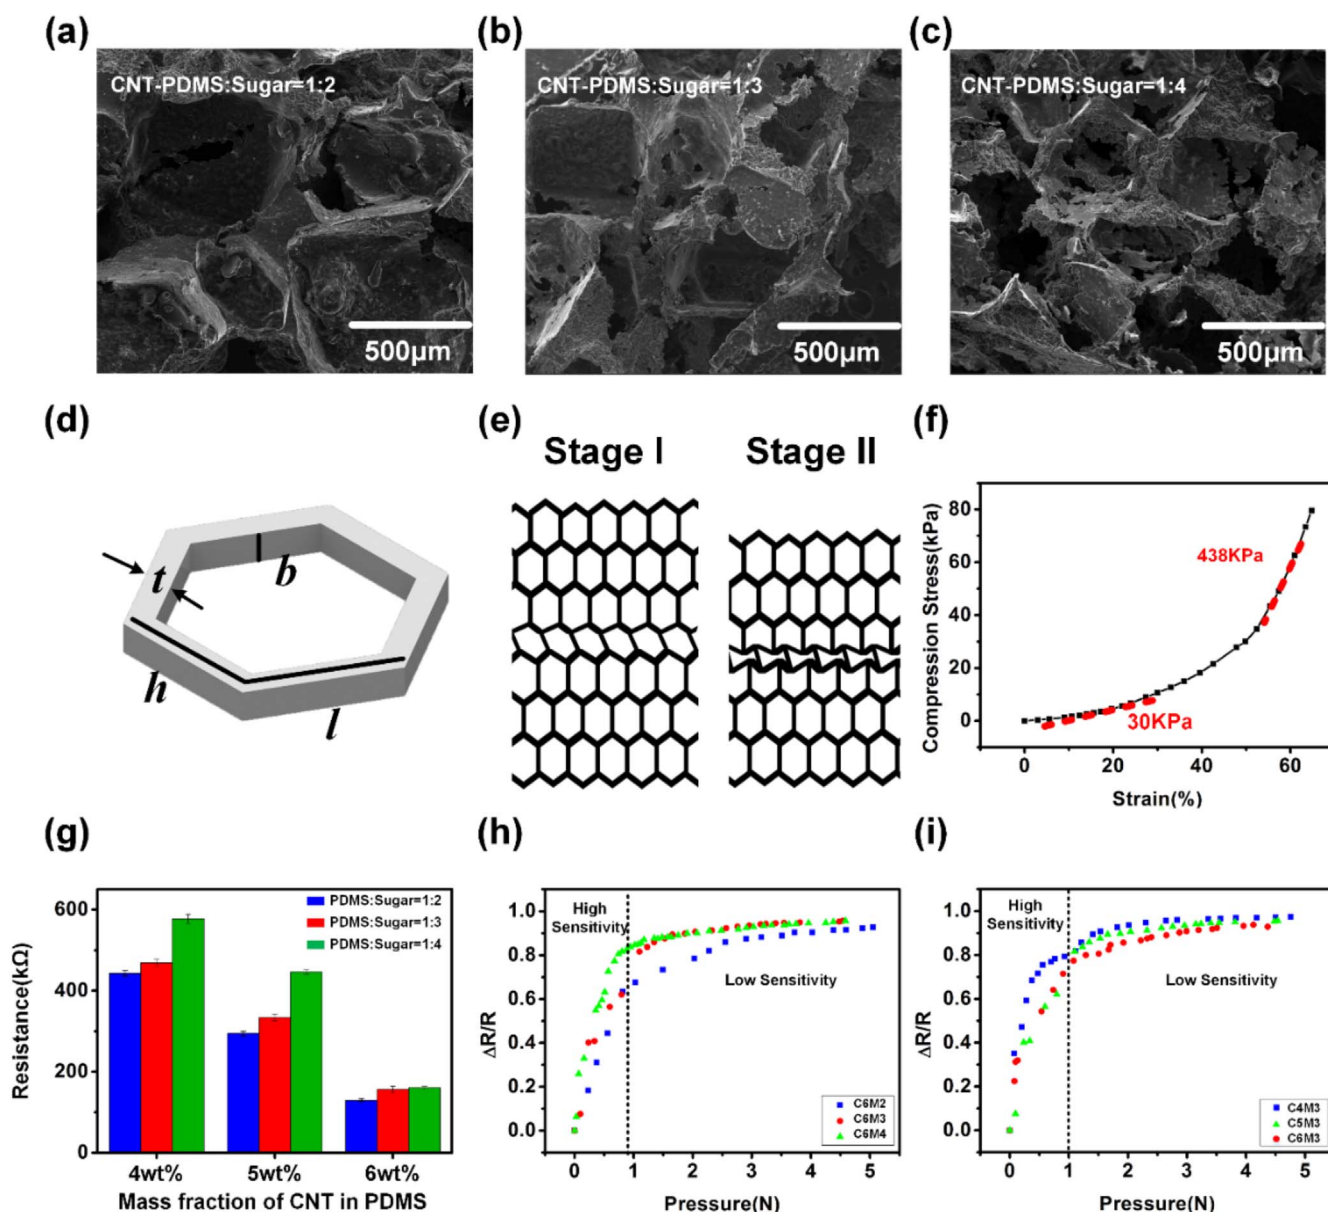 (a)
CNT-PDMS:Sugar=1:2
500μm
(b)
CNT-PDMS:Sugar=1:3
500μm
(c)
CNT-PDMS:Sugar=1:4
500μm
(d)
t
b
h
l
(e)
Stage I
Stage II
(f)
Compression Stress(kPa)
80
60
40
20
0
438KPa
30KPa
0 20 40 60
Strain(%)
(g)
Resistance(kΩ)
600
400
200
0
PDMS:Sugar=1:2
PDMS:Sugar=1:3
PDMS:Sugar=1:4
4wt% 5wt% 6wt%
Mass fraction of CNT in PDMS
(h)
ΔR/R
1.0
0.8
0.6
0.4
0.2
0.0
High
Sensitivity
Low Sensitivity
C6M2
C6M3
C6M4
0 1 2 3 4 5
Pressure(N)
(i)
ΔR/R
1.0
0.8
0.6
0.4
0.2
0.0
High
Sensitivity
Low Sensitivity
C4M3
C5M3
C6M3
0 1 2 3 4 5
Pressure(N)